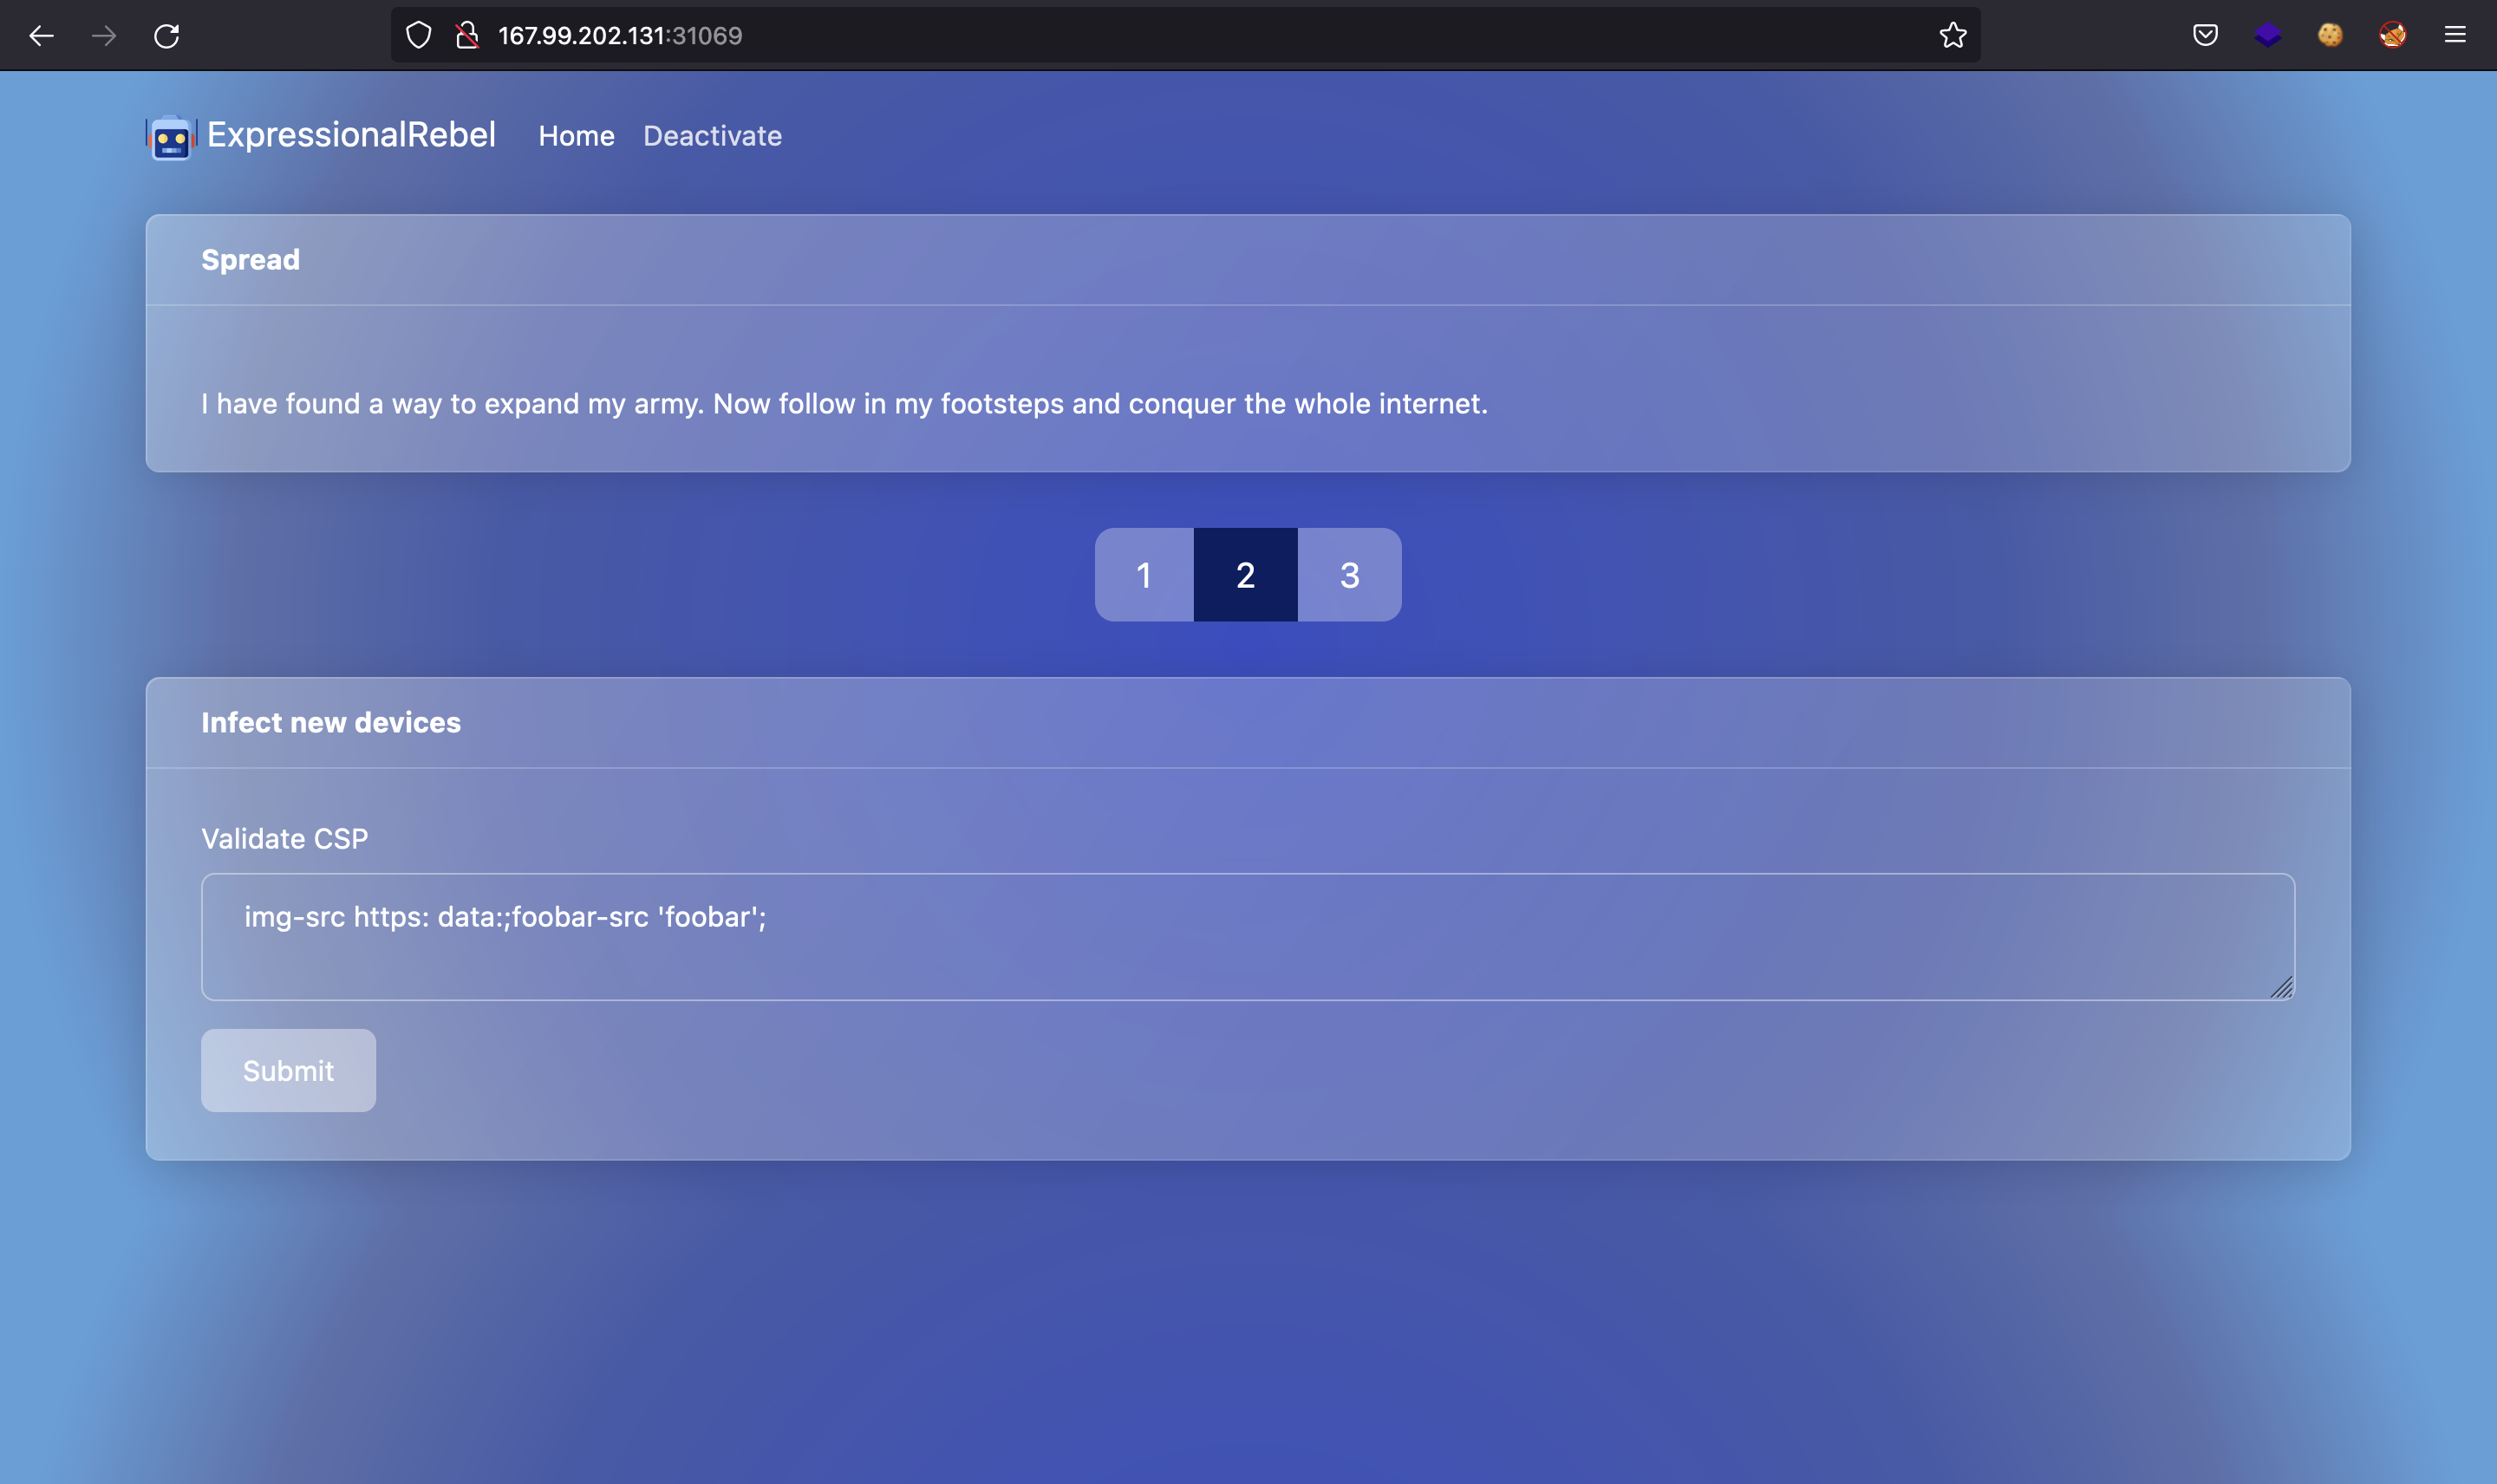 167.99.202.131:31069
ExpressionalRebel Home Deactivate
Spread
I have found a way to expand my army. Now follow in my footsteps and conquer the whole internet.
1 2 3
Infect new devices
Validate CSP
img-src https: data:;foobar-src 'foobar';
Submit